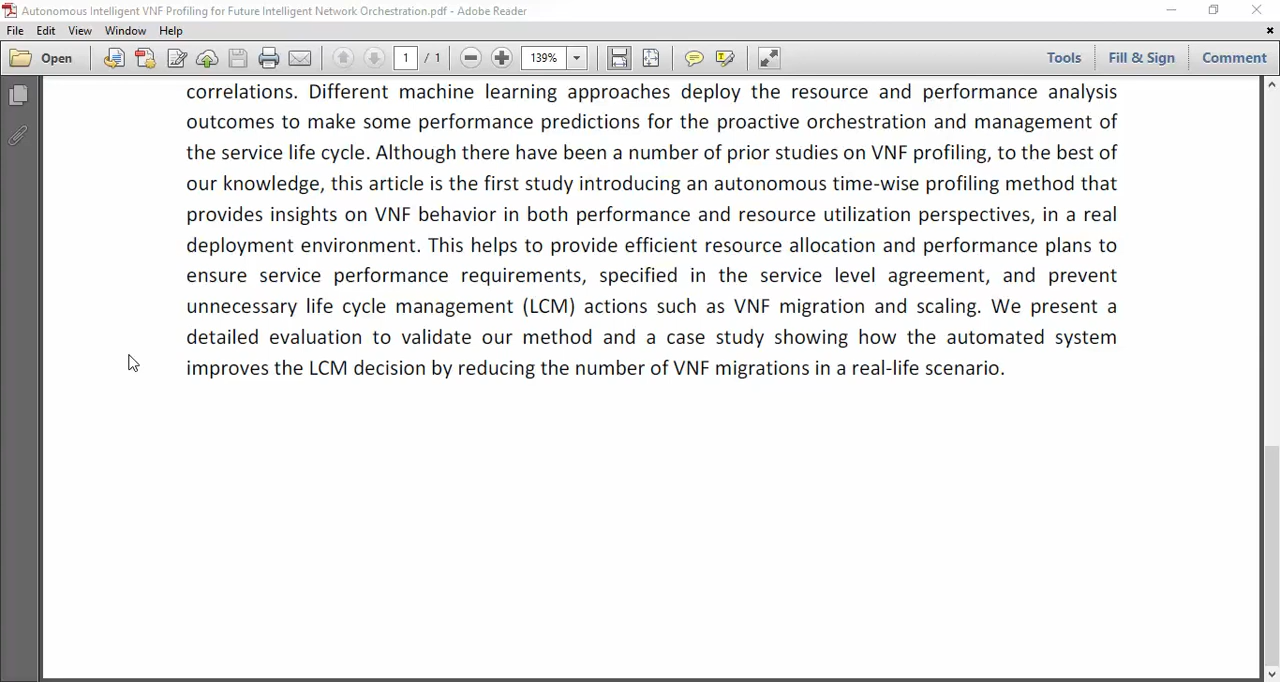 Autonomous Intelligent VNF Profiling for Future Intelligent Network Orchestration.pdf - Adobe Reader
File Edit View Window Help
Open 1 / 1 139% Tools Fill & Sign Comment
correlations. Different machine learning approaches deploy the resource and performance analysis
outcomes to make some performance predictions for the proactive orchestration and management of
the service life cycle. Although there have been a number of prior studies on VNF profiling, to the best of
our knowledge, this article is the first study introducing an autonomous time-wise profiling method that
provides insights on VNF behavior in both performance and resource utilization perspectives, in a real
deployment environment. This helps to provide efficient resource allocation and performance plans to
ensure service performance requirements, specified in the service level agreement, and prevent
unnecessary life cycle management (LCM) actions such as VNF migration and scaling. We present a
detailed evaluation to validate our method and a case study showing how the automated system
improves the LCM decision by reducing the number of VNF migrations in a real-life scenario.